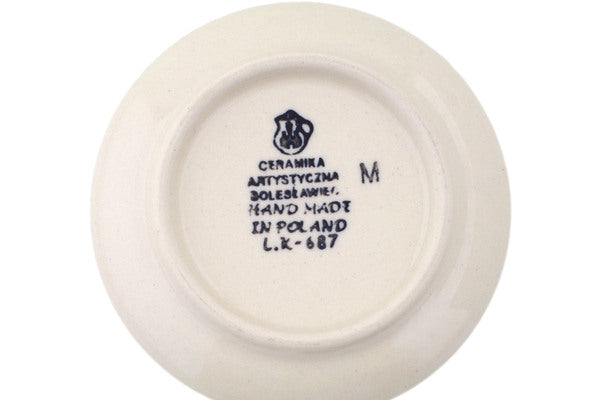 CERAMIKA
ARTYSTYCZNA
BOLESŁAWIEC
HAND MADE
IN POLAND
L.K-687
M